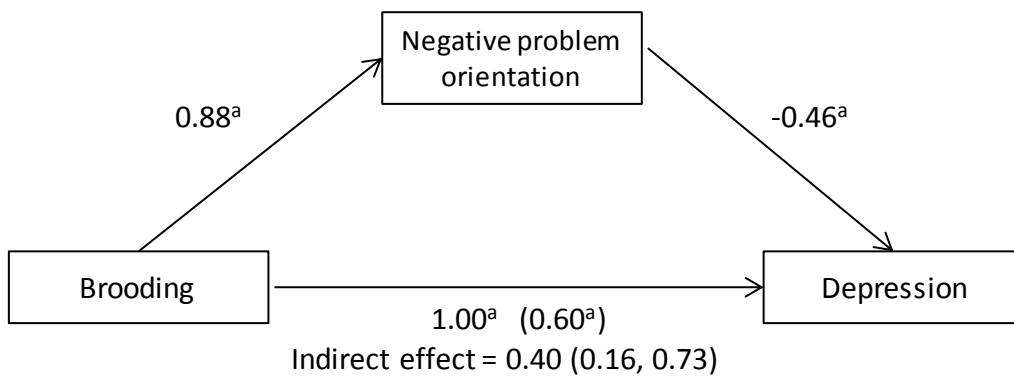 Negative problem
orientation
0.88ᵃ
-0.46ᵃ
Brooding
Depression
1.00ᵃ (0.60ᵃ)
Indirect effect = 0.40 (0.16, 0.73)